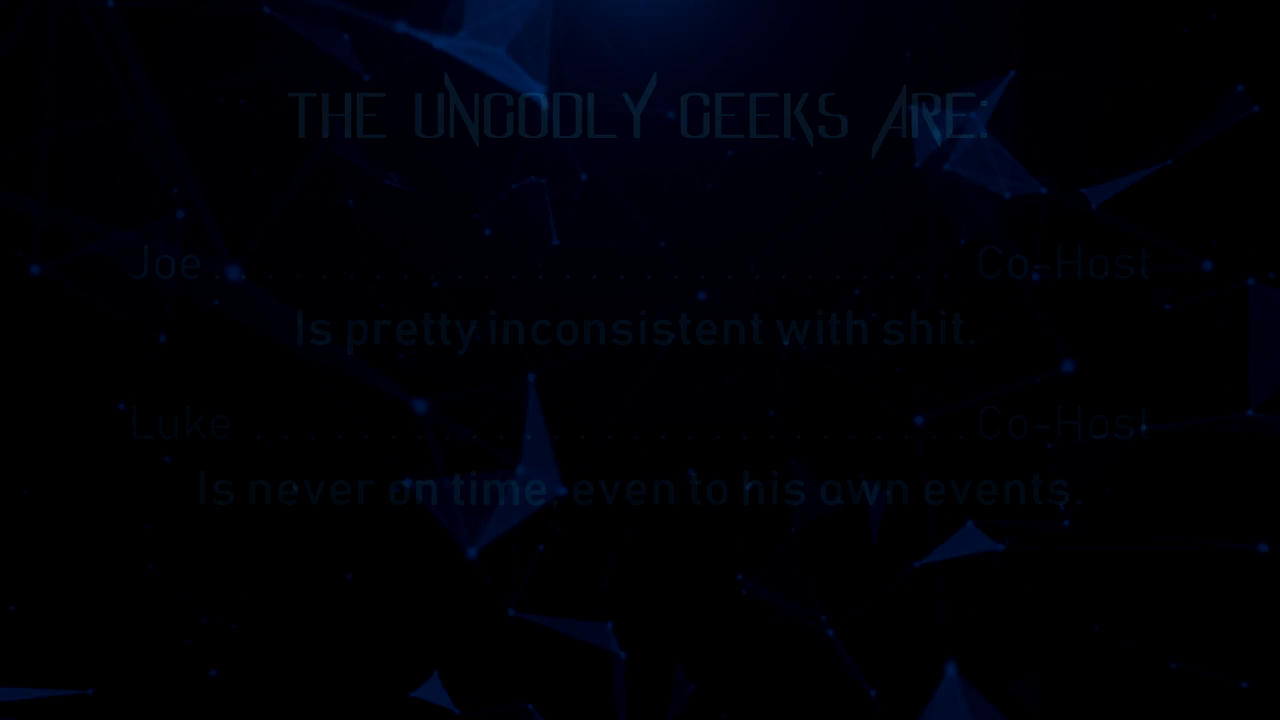 THE UNGODLY GEEKS ARE:
Joe . . . . . . . . . . . . . . . . . . . . . . . . . . . . Co-Host
Is pretty inconsistent with shit.
Luke . . . . . . . . . . . . . . . . . . . . . . . . . . . Co-Host
Is never on time, even to his own events.